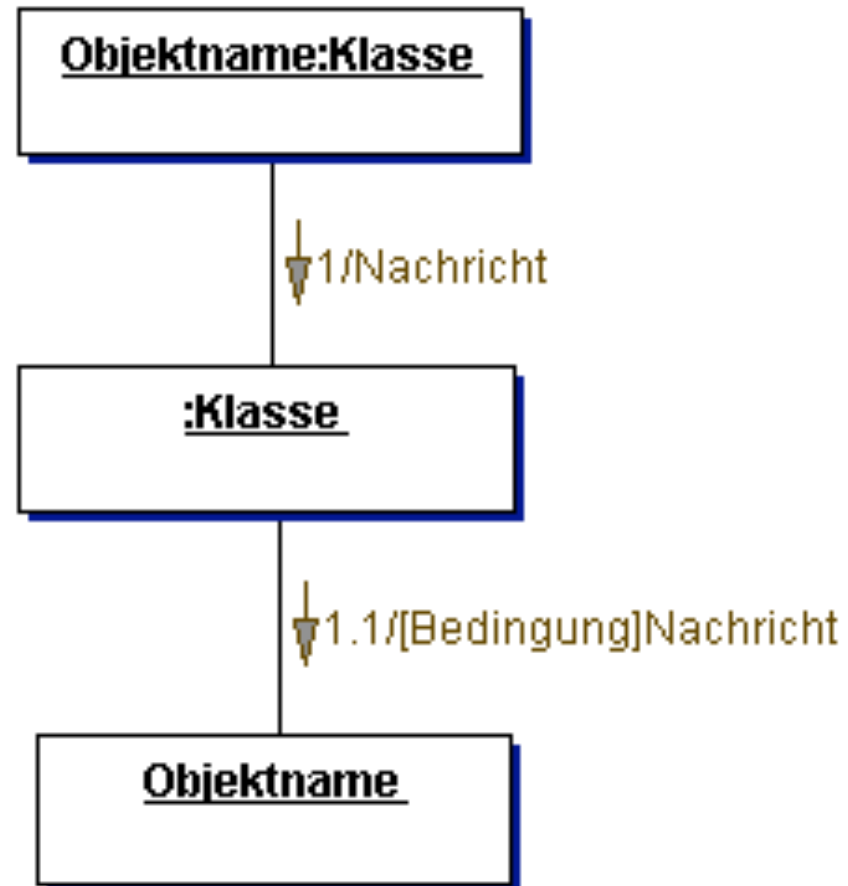 Objektname:Klasse
1/Nachricht
:Klasse
1.1/[Bedingung]Nachricht
Objektname